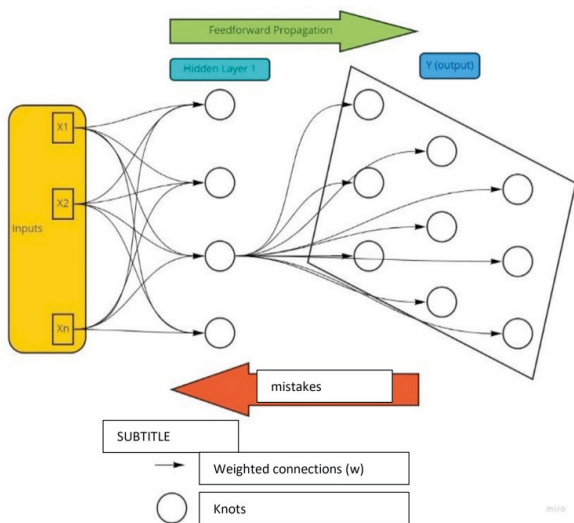 Feedforward Propagation
Hidden Layer 1
Y (output)
X1
X2
Inputs
Xn
mistakes
SUBTITLE
Weighted connections (w)
Knots
miro